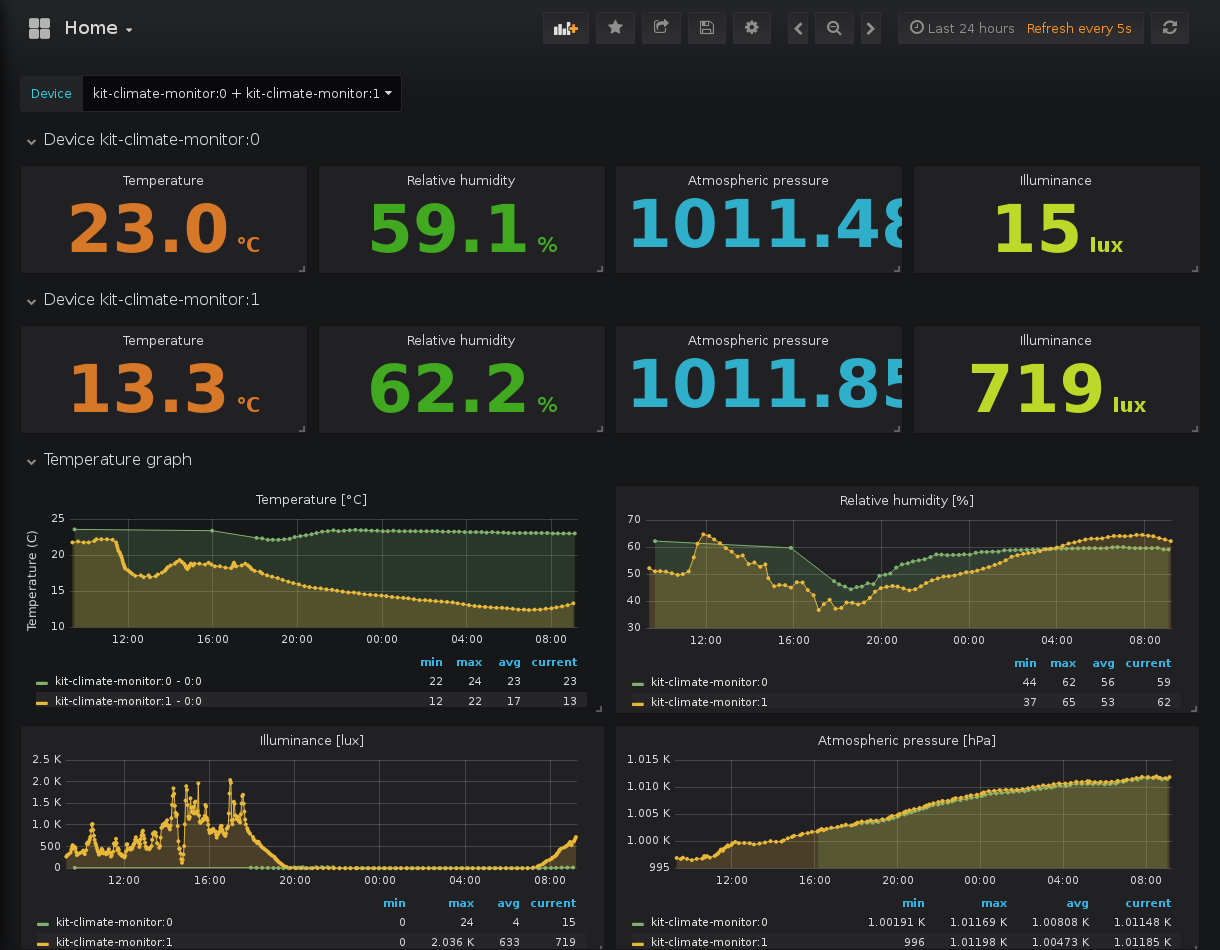 Home
Last 24 hours Refresh every 5s
Device kit-climate-monitor:0 + kit-climate-monitor:1
Device kit-climate-monitor:0
Temperature Relative humidity Atmospheric pressure Illuminance
23.0 °C 59.1 % 1011.48 15 lux
Device kit-climate-monitor:1
Temperature Relative humidity Atmospheric pressure Illuminance
13.3 °C 62.2 % 1011.85 719 lux
Temperature graph
Temperature [°C]
Temperature (C)
25
20
15
10
12:00 16:00 20:00 00:00 04:00 08:00
min max avg current
kit-climate-monitor:0 - 0:0 22 24 23 23
kit-climate-monitor:1 - 0:0 12 22 17 13
Relative humidity [%]
70
60
50
40
30
12:00 16:00 20:00 00:00 04:00 08:00
min max avg current
kit-climate-monitor:0 44 62 56 59
kit-climate-monitor:1 37 65 53 62
Illuminance [lux]
2.5 K
2.0 K
1.5 K
1.0 K
500
0
12:00 16:00 20:00 00:00 04:00 08:00
min max avg current
kit-climate-monitor:0 0 24 4 15
kit-climate-monitor:1 0 2.036 K 633 719
Atmospheric pressure [hPa]
1.015 K
1.010 K
1.005 K
1.000 K
995
12:00 16:00 20:00 00:00 04:00 08:00
min max avg current
kit-climate-monitor:0 1.00191 K 1.01169 K 1.00808 K 1.01148 K
kit-climate-monitor:1 996 1.01198 K 1.00473 K 1.01185 K